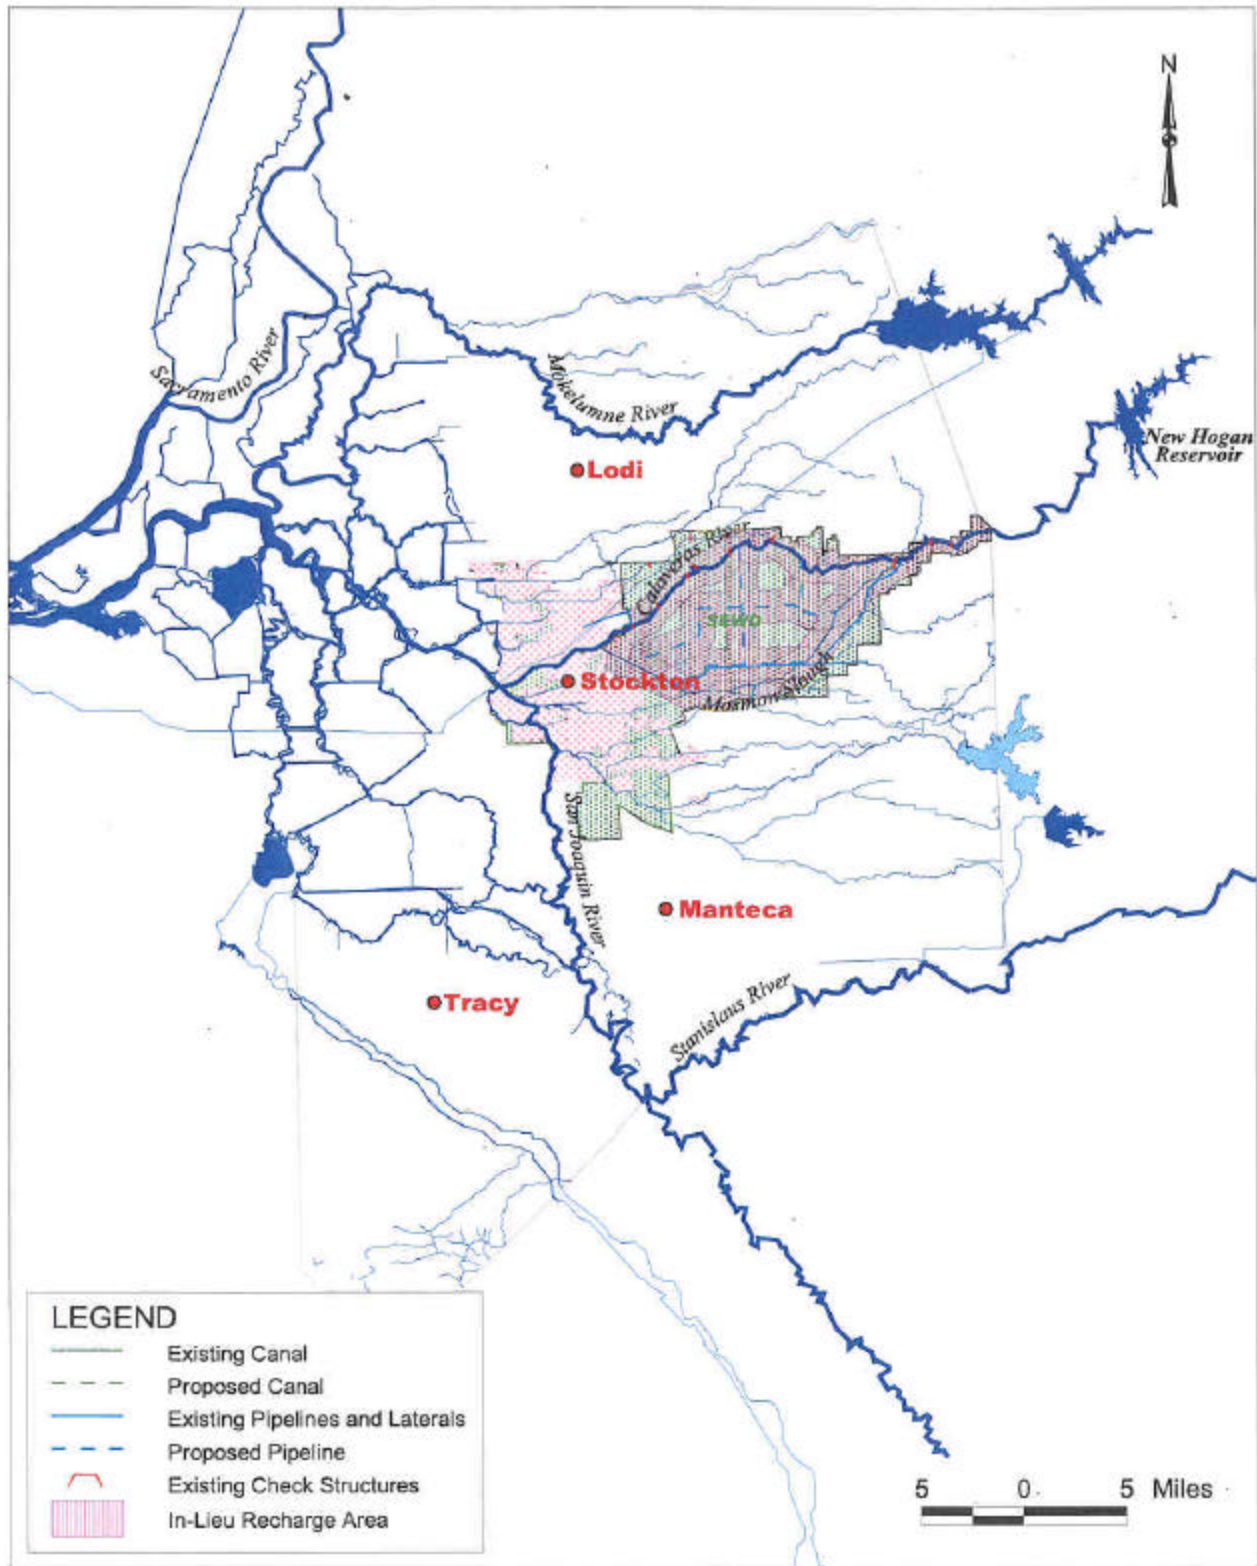 N
Sacramento River
Mokelumne River
New Hogan
Reservoir
Lodi
Calaveras River
SEWD
Stockton
Mosmon Slough
San Joaquin River
Manteca
Tracy
Stanislaus River
LEGEND
Existing Canal
Proposed Canal
Existing Pipelines and Laterals
Proposed Pipeline
Existing Check Structures
In-Lieu Recharge Area
5 0 5 Miles